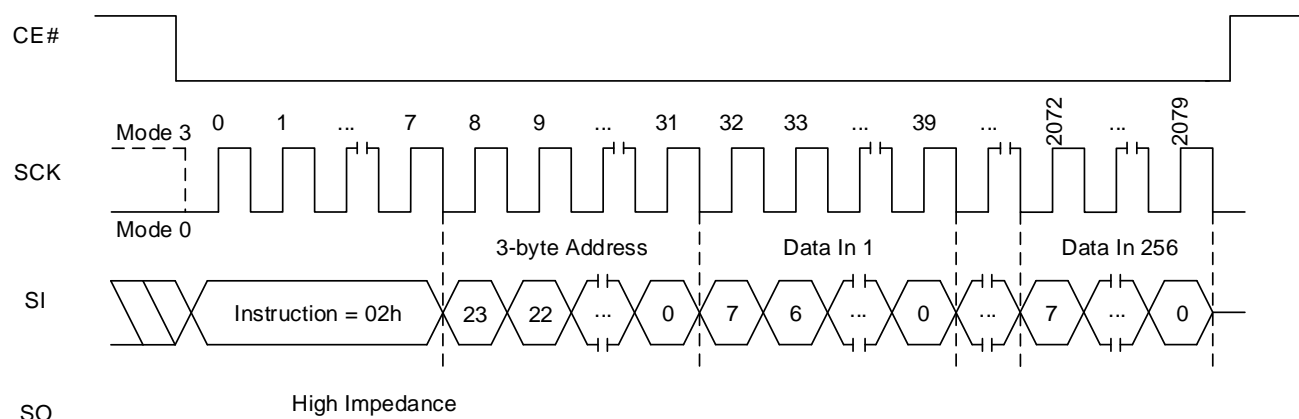 CE#
Mode 3 0 1 ... 7 8 9 ... 31 32 33 ... 39 ... 2072 ... 2079
SCK
Mode 0
3-byte Address Data In 1 Data In 256
SI Instruction = 02h 23 22 ... 0 7 6 ... 0 ... 7 ... 0
SO High Impedance